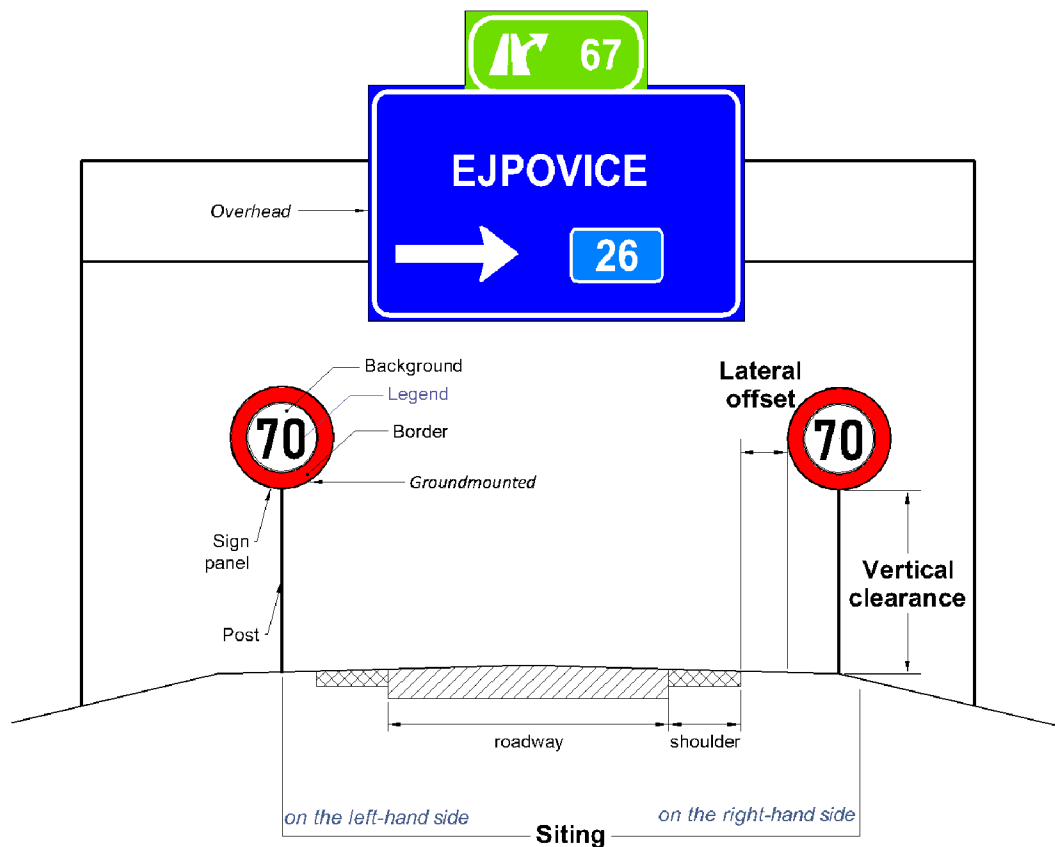 67
EJPOVICE
Overhead
26
Background
Legend
Border
Groundmounted
70
Sign
panel
Post
Lateral
offset
70
Vertical
clearance
roadway
shoulder
on the left-hand side
on the right-hand side
Siting